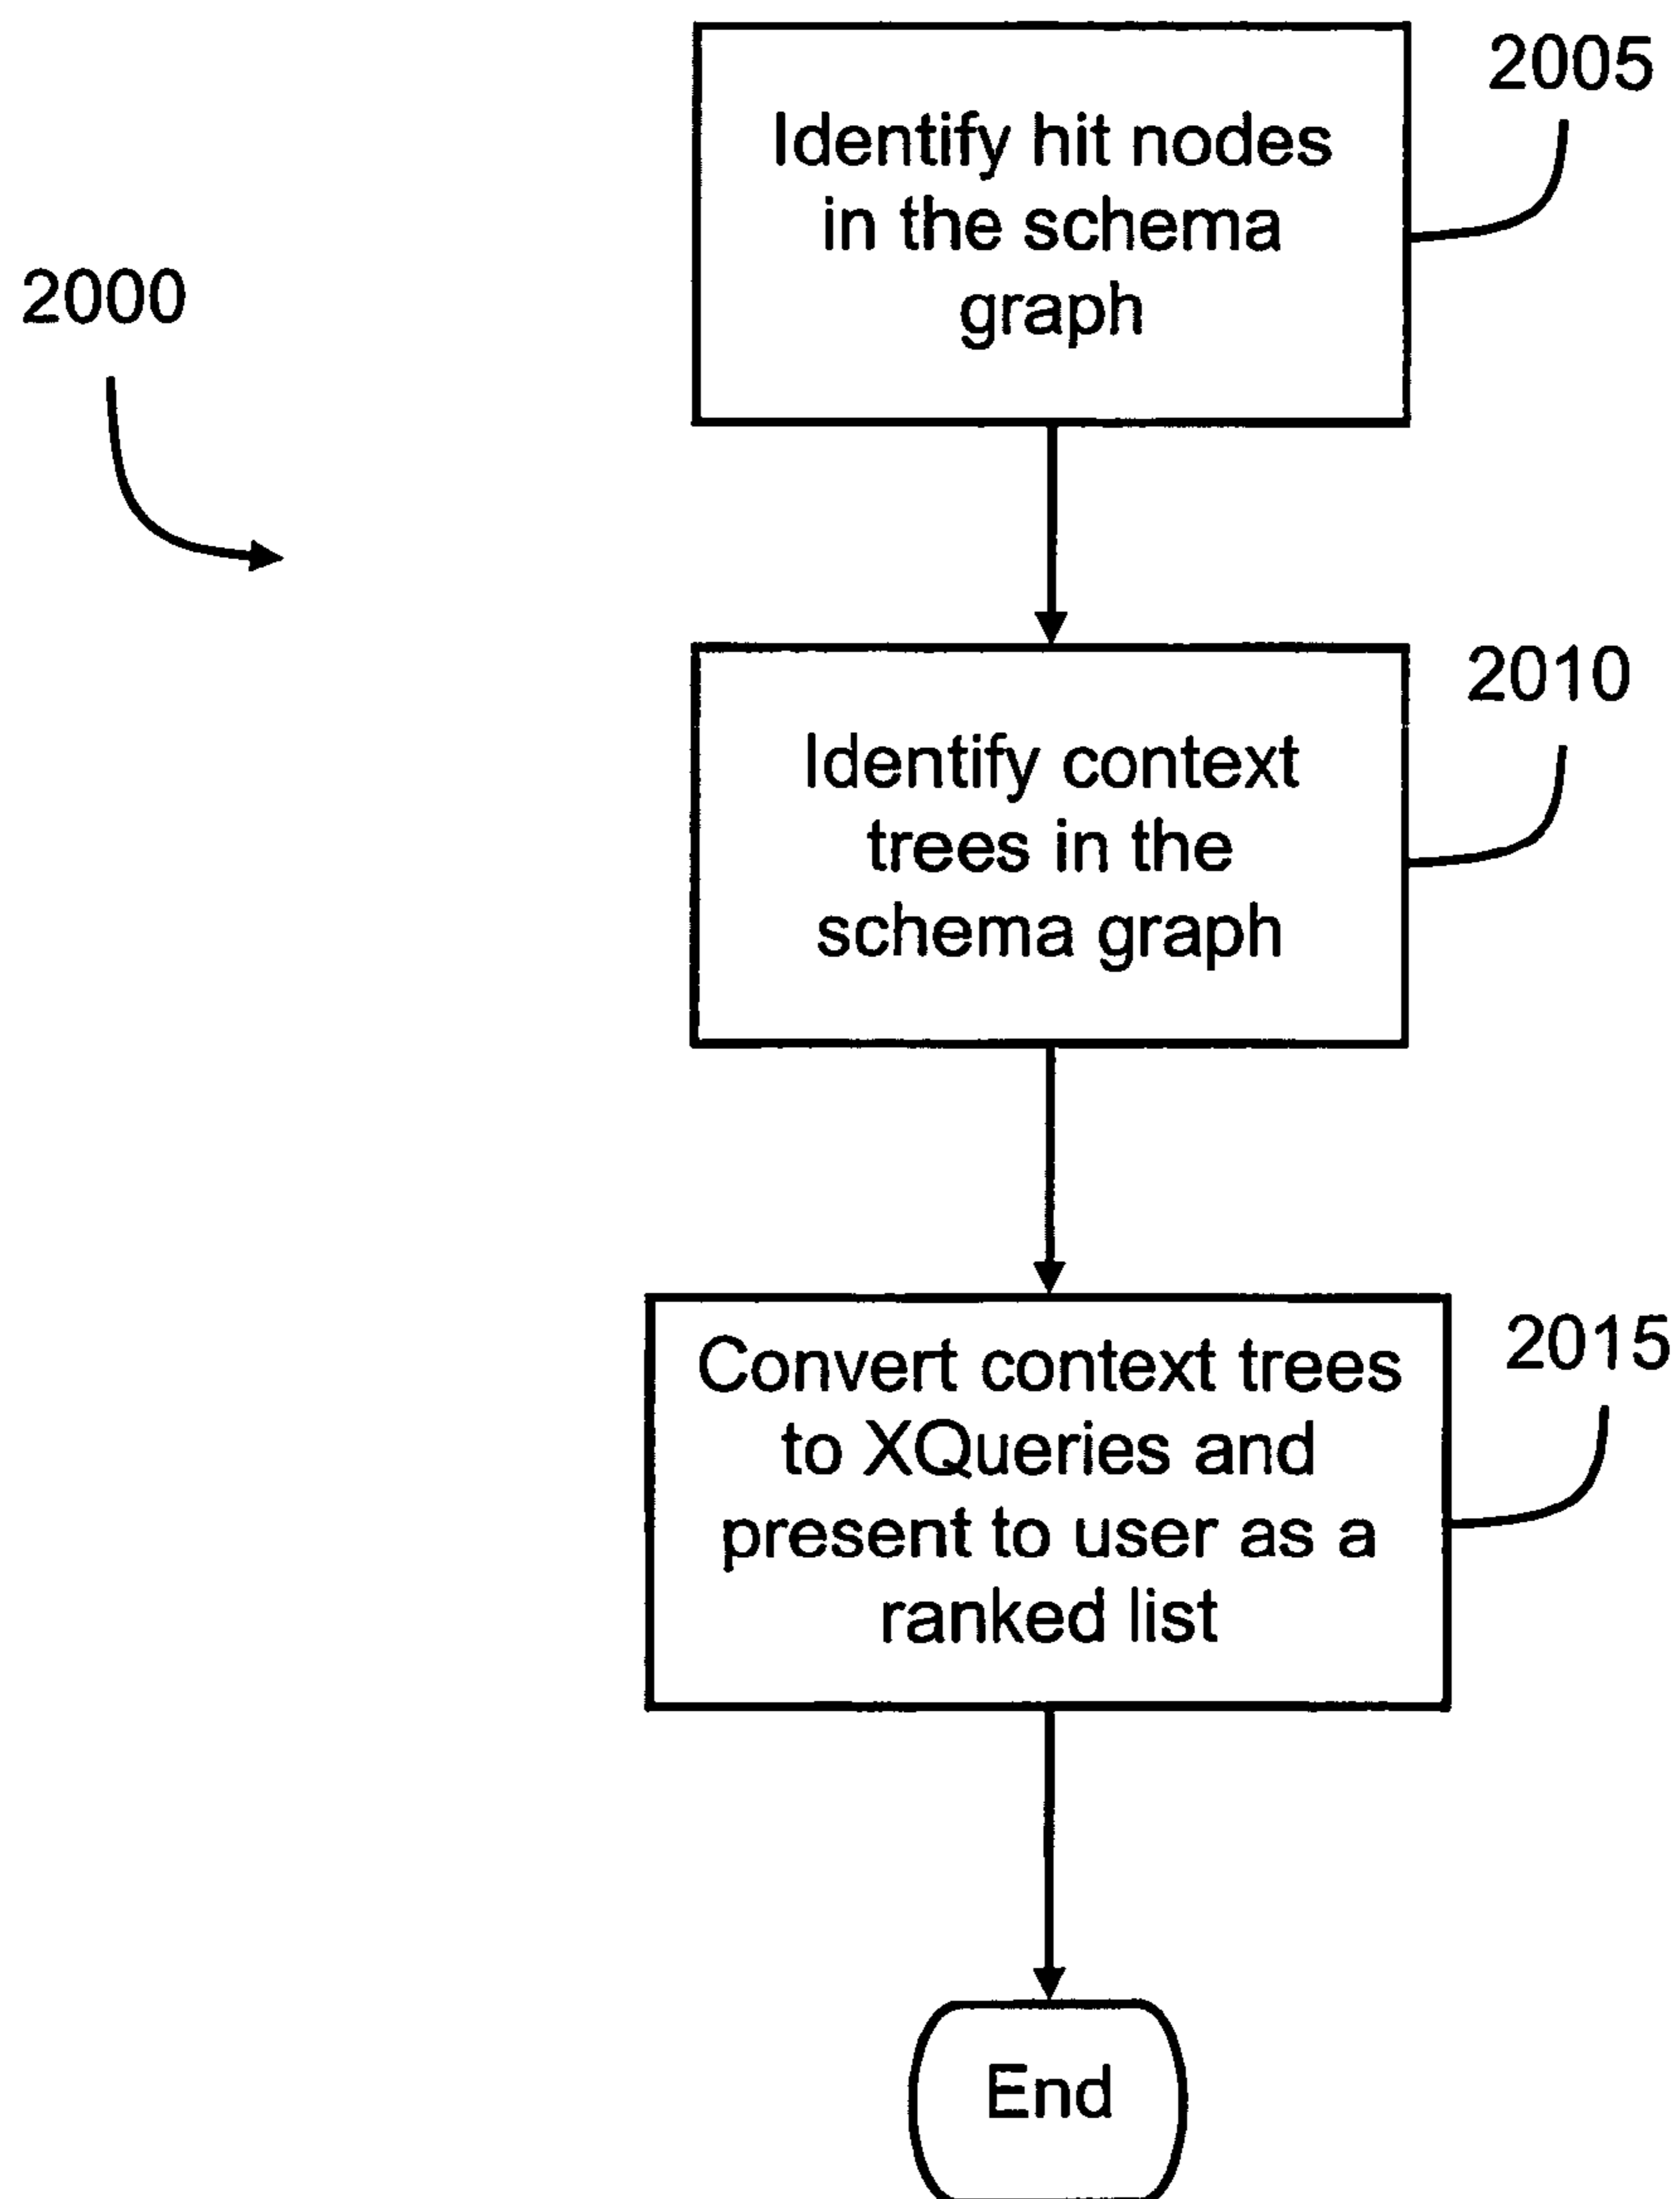 2005
Identify hit nodes
in the schema
graph
2000
2010
Identify context
trees in the
schema graph
2015
Convert context trees
to XQueries and
present to user as a
ranked list
End